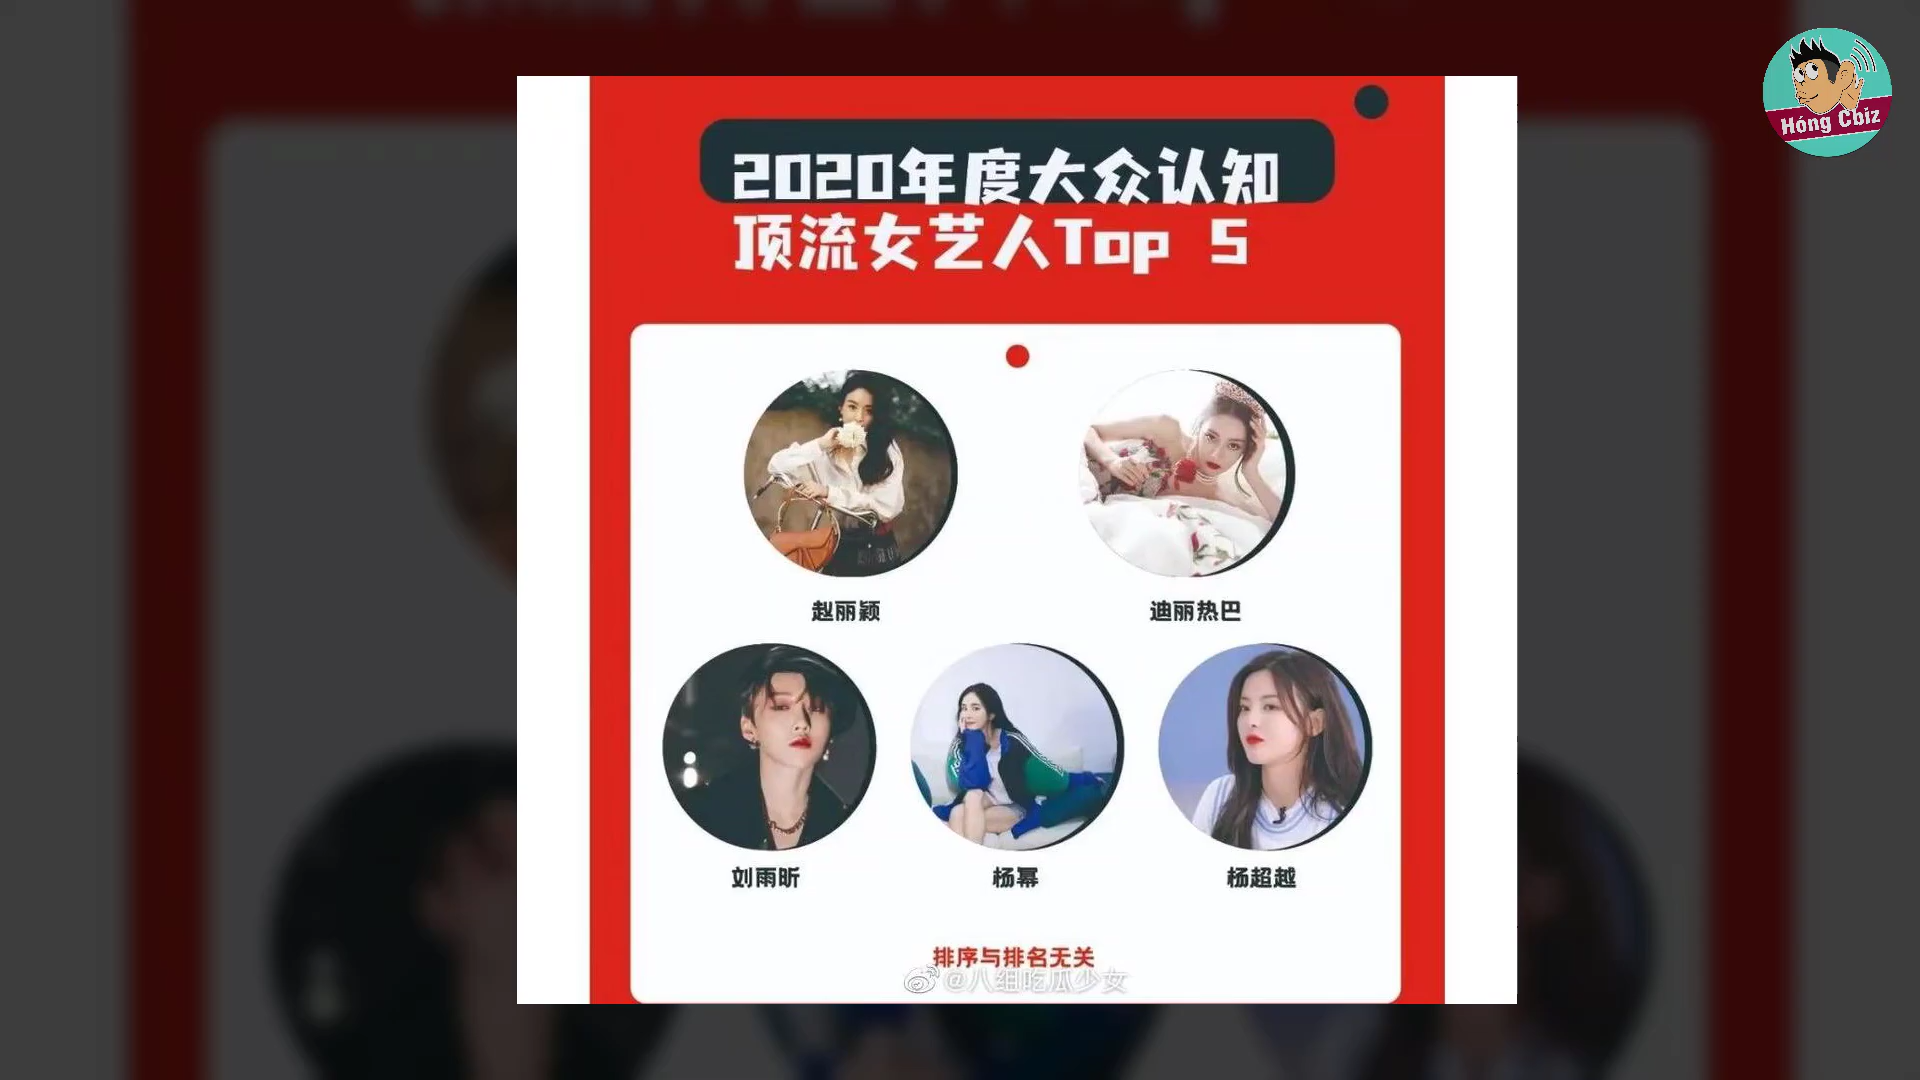 Hóng Cbiz
2020年度大众认知
顶流女艺人Top 5
赵丽颖
迪丽热巴
刘雨昕
杨幂
杨超越
排序与排名无关
@八组吃瓜少女